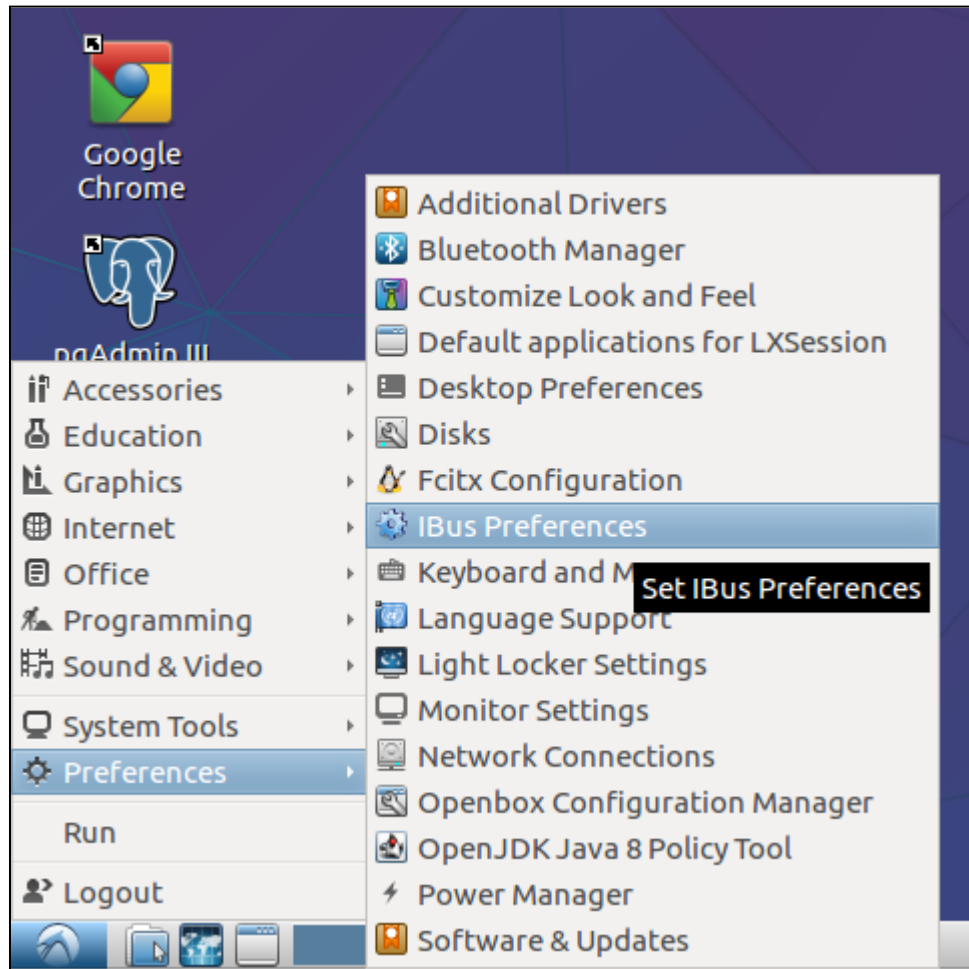 Google
Chrome
pgAdmin III
Accessories
Education
Graphics
Internet
Office
Programming
Sound & Video
System Tools
Preferences
Run
Logout
Additional Drivers
Bluetooth Manager
Customize Look and Feel
Default applications for LXSession
Desktop Preferences
Disks
Fcitx Configuration
IBus Preferences
Keyboard and M
Set IBus Preferences
Language Support
Light Locker Settings
Monitor Settings
Network Connections
Openbox Configuration Manager
OpenJDK Java 8 Policy Tool
Power Manager
Software & Updates